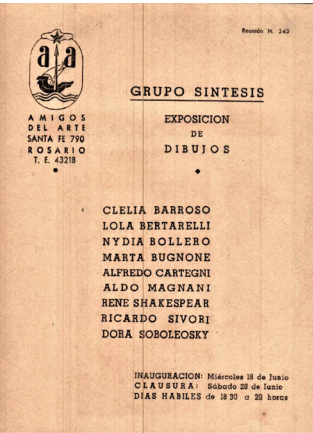 Reunión N. 243
a a
AMIGOS
DEL ARTE
SANTA FE 790
ROSARIO
T. E. 43218
GRUPO SINTESIS
EXPOSICION
DE
DIBUJOS
CLELIA BARROSO
LOLA BERTARELLI
NYDIA BOLLERO
MARTA BUGNONE
ALFREDO CARTEGNI
ALDO MAGNANI
RENE SHAKESPEAR
RICARDO SIVORI
DORA SOBOLEOSKY
INAUGURACION: Miércoles 18 de Junio
CLAUSURA: Sábado 28 de Junio
DIAS HABILES de 18 30 a 20 horas